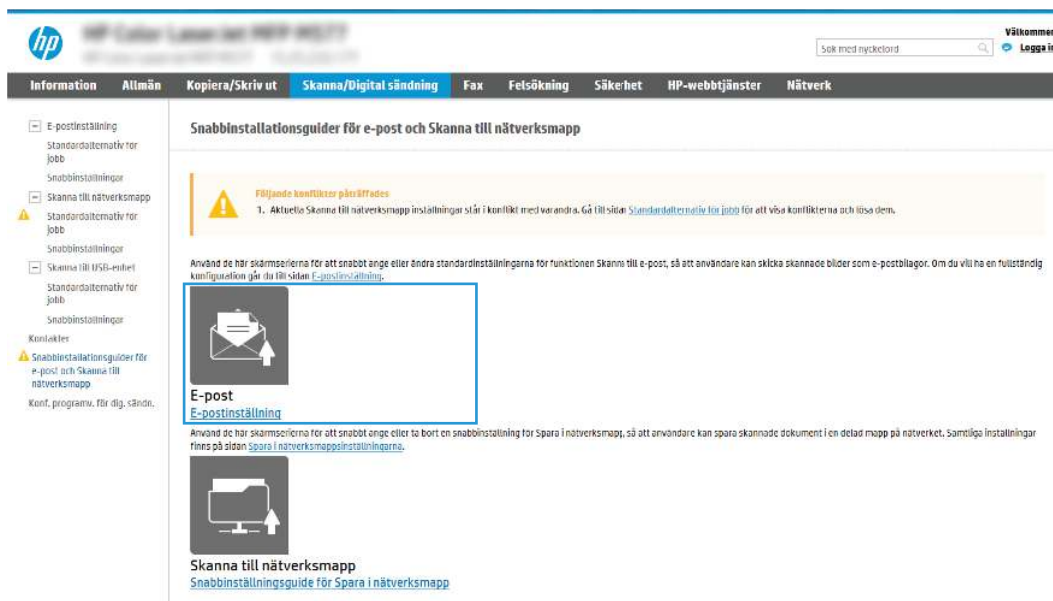 hp
Välkommen
Sök med nyckelord
Logga in
Information Allmän Kopiera/Skriv ut Skanna/Digital sändning Fax Felsökning Säkerhet HP-webbtjänster Nätverk
E-postinställning
Standardalternativ för
jobb
Snabbinställningar
Skanna till nätverksmapp
Standardalternativ för
jobb
Snabbinställningar
Skanna till USB-enhet
Standardalternativ för
jobb
Snabbinställningar
Kontakter
Snabbinstallationsguider för
e-post och Skanna till
nätverksmapp
Konf. programv. för dig. sändn.
Snabbinstallationsguider för e-post och Skanna till nätverksmapp
Följande konflikter påträffades
1. Aktuella Skanna till nätverksmapp inställningar står i konflikt med varandra. Gå till sidan Standardalternativ för jobb för att visa konflikterna och lösa dem.
Använd de här skärmserierna för att snabbt ange eller ändra standardinställningarna för funktionen Skanna till e-post, så att användare kan skicka skannade bilder som e-postbilagor. Om du vill ha en fullständig
konfiguration går du till sidan E-postinställning.
E-post
E-postinställning
Använd de här skärmserierna för att snabbt ange eller ta bort en snabbinställning för Spara i nätverksmapp, så att användare kan spara skannade dokument i en delad mapp på nätverket. Samtliga inställningar
finns på sidan Spara i nätverksmappsinställningarna.
Skanna till nätverksmapp
Snabbinställningsguide för Spara i nätverksmapp